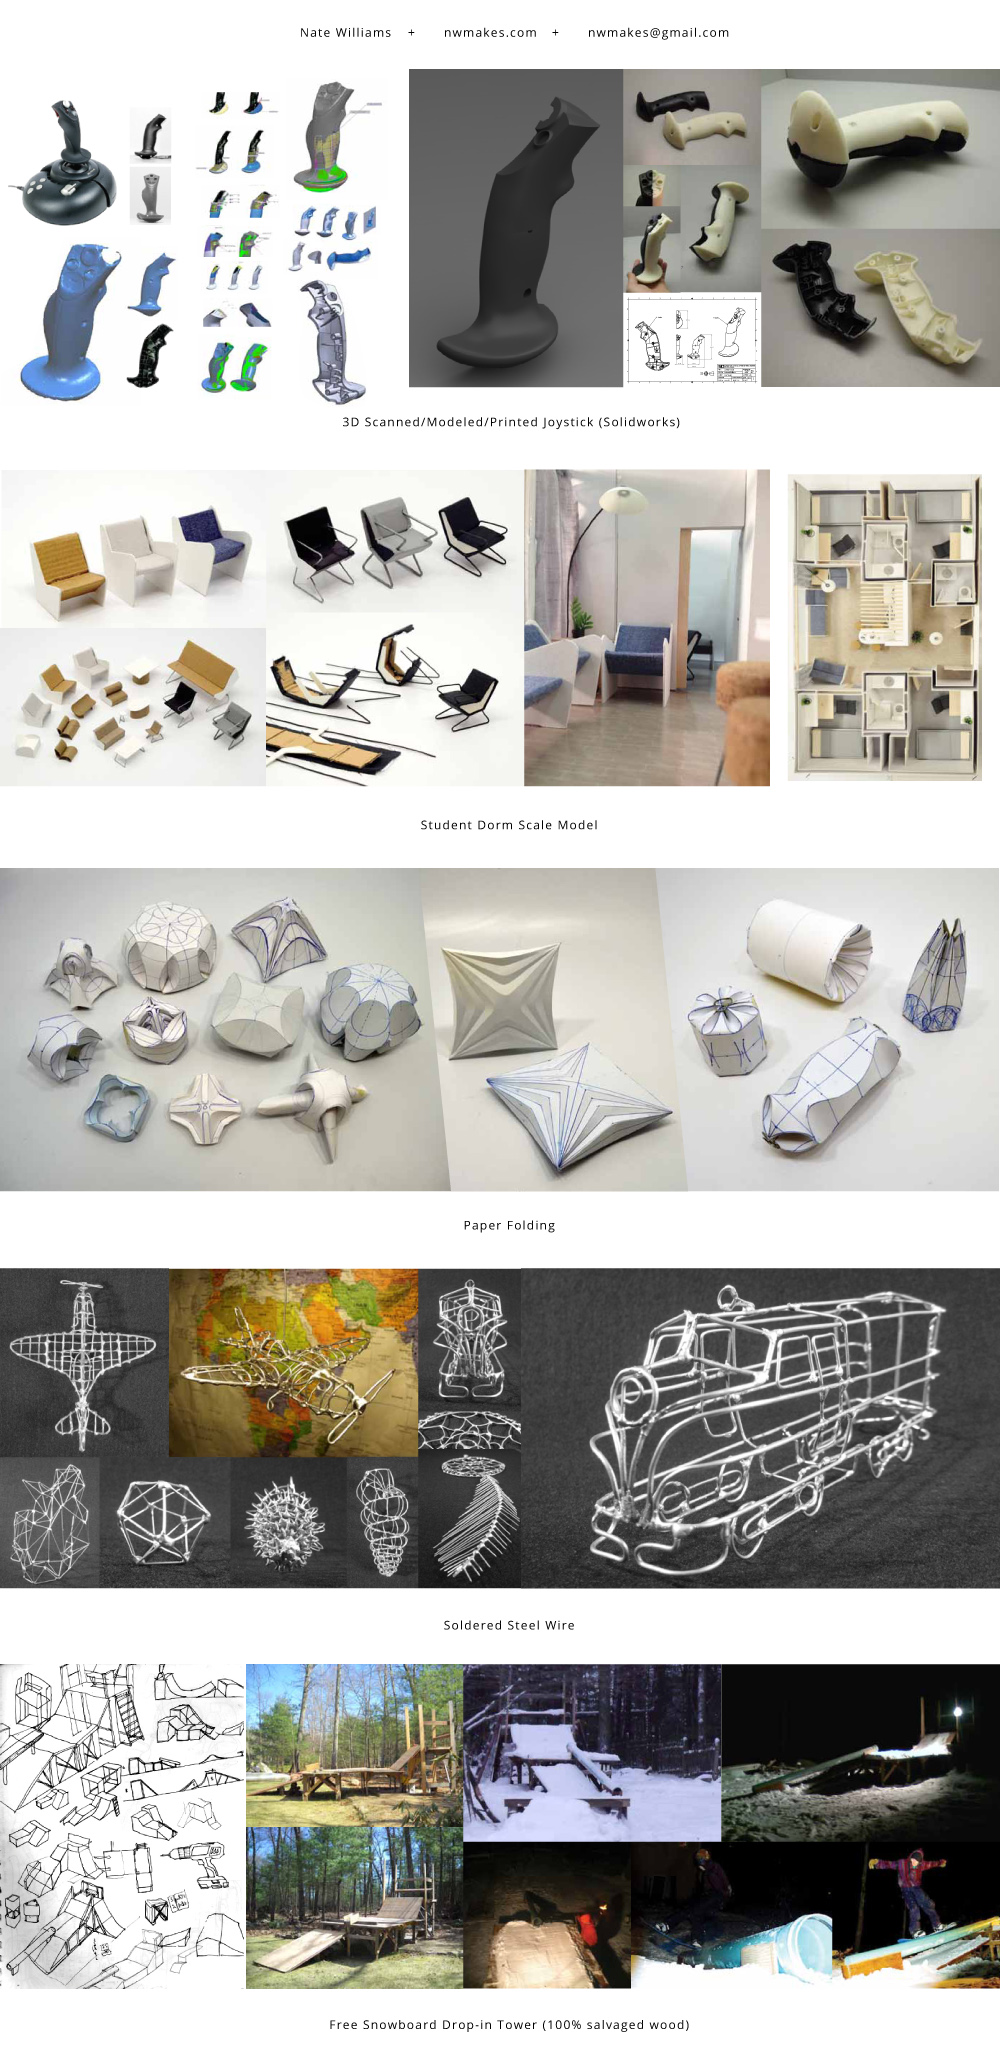 Nate Williams + nwmakes.com + nwmakes@gmail.com
3D Scanned/Modeled/Printed Joystick (Solidworks)
Student Dorm Scale Model
Paper Folding
Soldered Steel Wire
Free Snowboard Drop-in Tower (100% salvaged wood)